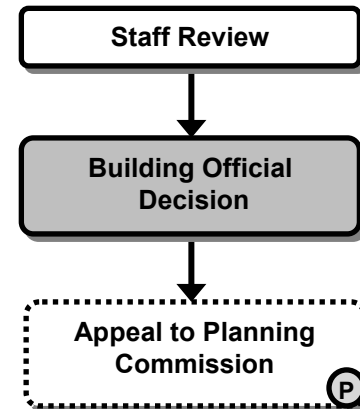 Staff Review
Building Official
Decision
Appeal to Planning
Commission
P